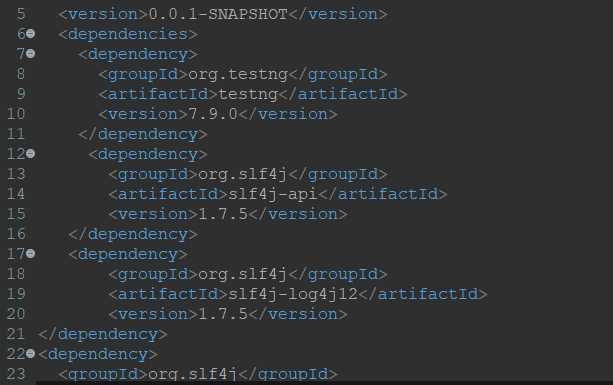 5 <version>0.0.1-SNAPSHOT</version>
6 <dependencies>
7 <dependency>
8 <groupId>org.testng</groupId>
9 <artifactId>testng</artifactId>
10 <version>7.9.0</version>
11 </dependency>
12 <dependency>
13 <groupId>org.slf4j</groupId>
14 <artifactId>slf4j-api</artifactId>
15 <version>1.7.5</version>
16 </dependency>
17 <dependency>
18 <groupId>org.slf4j</groupId>
19 <artifactId>slf4j-log4j12</artifactId>
20 <version>1.7.5</version>
21 </dependency>
22 <dependency>
23 <groupId>org.slf4j</groupId>